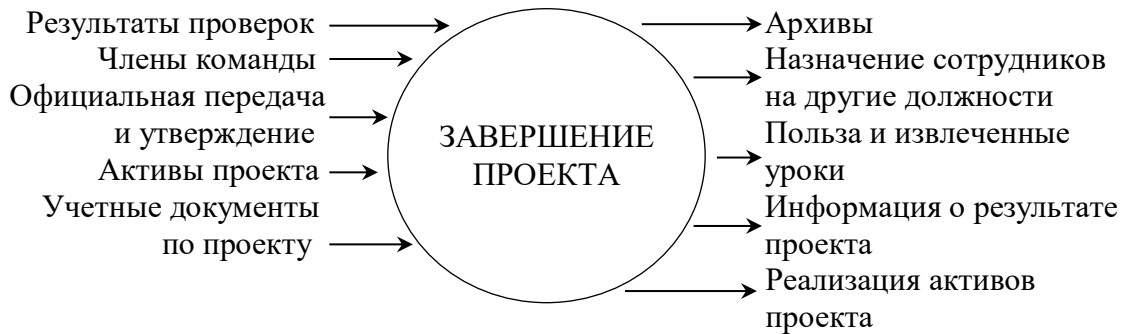 Результаты проверок
Члены команды
Официальная передача
и утверждение
Активы проекта
Учетные документы
по проекту
ЗАВЕРШЕНИЕ
ПРОЕКТА
Архивы
Назначение сотрудников
на другие должности
Польза и извлеченные
уроки
Информация о результате
проекта
Реализация активов
проекта